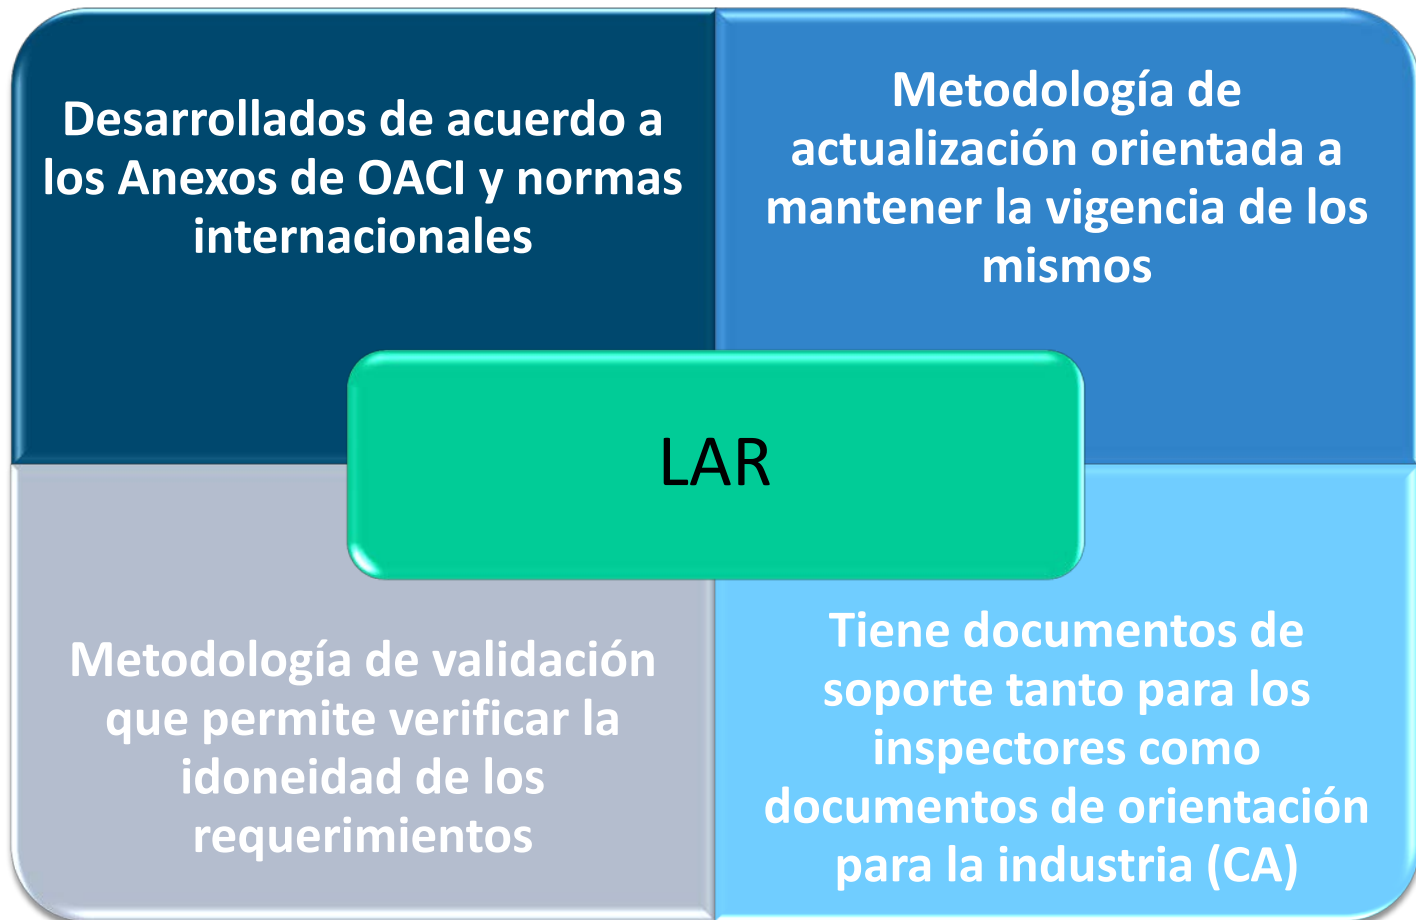 Desarrollados de acuerdo a
los Anexos de OACI y normas
internacionales
Metodología de
actualización orientada a
mantener la vigencia de los
mismos
LAR
Metodología de validación
que permite verificar la
idoneidad de los
requerimientos
Tiene documentos de
soporte tanto para los
inspectores como
documentos de orientación
para la industria (CA)